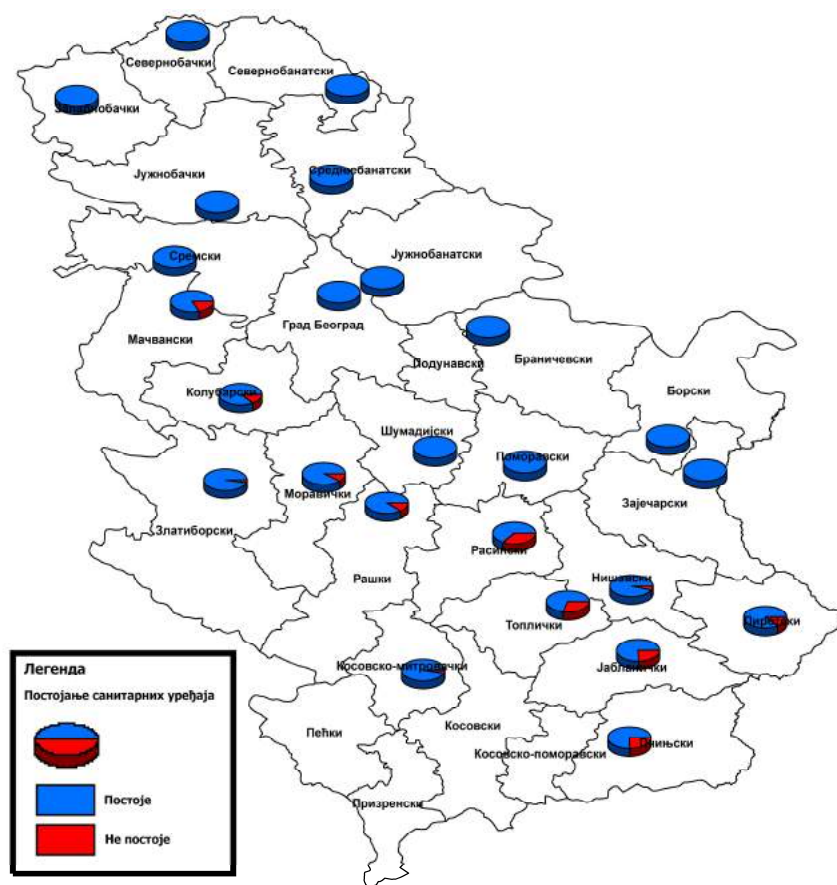 Севернобачки
Севернобанатски
Западнобачки
Јужнобачки
Средњебанатски
Сремски
Јужнобанатски
Град Београд
Мачвански
Подунавски
Браничевски
Колубарски
Борски
Шумадијски
Поморавски
Моравички
Златиборски
Зајечарски
Расински
Рашки
Нишавски
Топлички
Пиротски
Косовско-митровачки
Јабланички
Пећки
Косовски
Косовско-поморавски
Пчињски
Призренски
Легенда
Постојање санитарних уређаја
Постоје
Не постоје